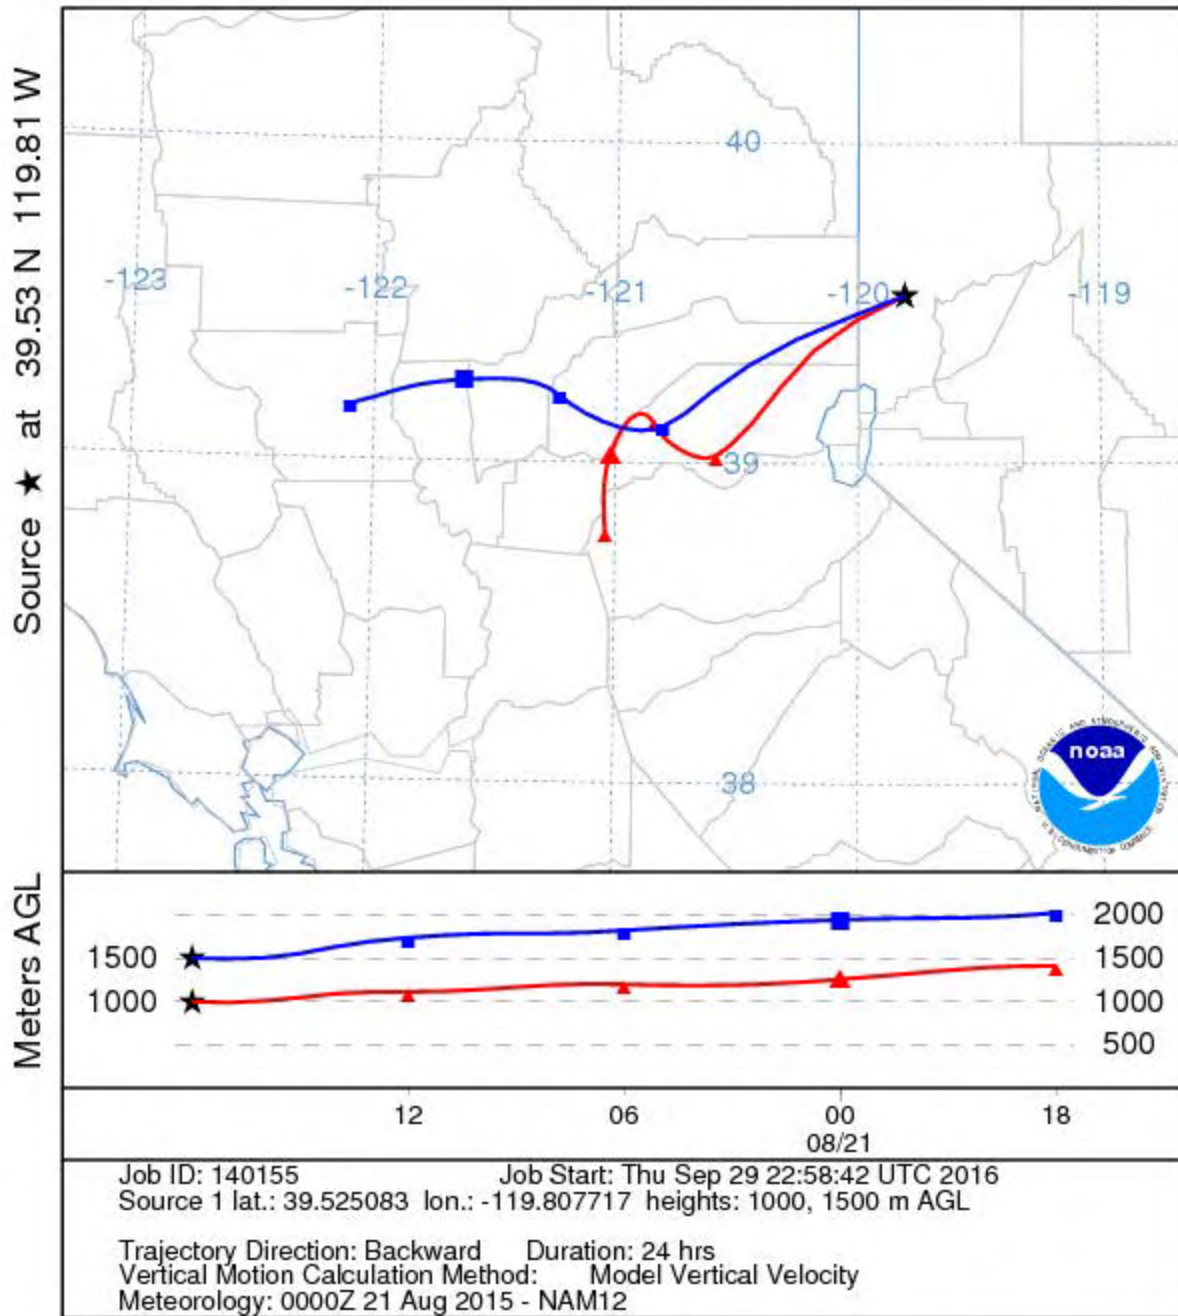 Source ★ at 39.53 N 119.81 W
40
-123
-122
-121
-120
-119
39
38
noaa
Meters AGL
2000
1500
1500
1000
1000
500
12
06
00
18
08/21
Job ID: 140155 Job Start: Thu Sep 29 22:58:42 UTC 2016
Source 1 lat.: 39.525083 lon.: -119.807717 heights: 1000, 1500 m AGL
Trajectory Direction: Backward Duration: 24 hrs
Vertical Motion Calculation Method: Model Vertical Velocity
Meteorology: 0000Z 21 Aug 2015 - NAM12